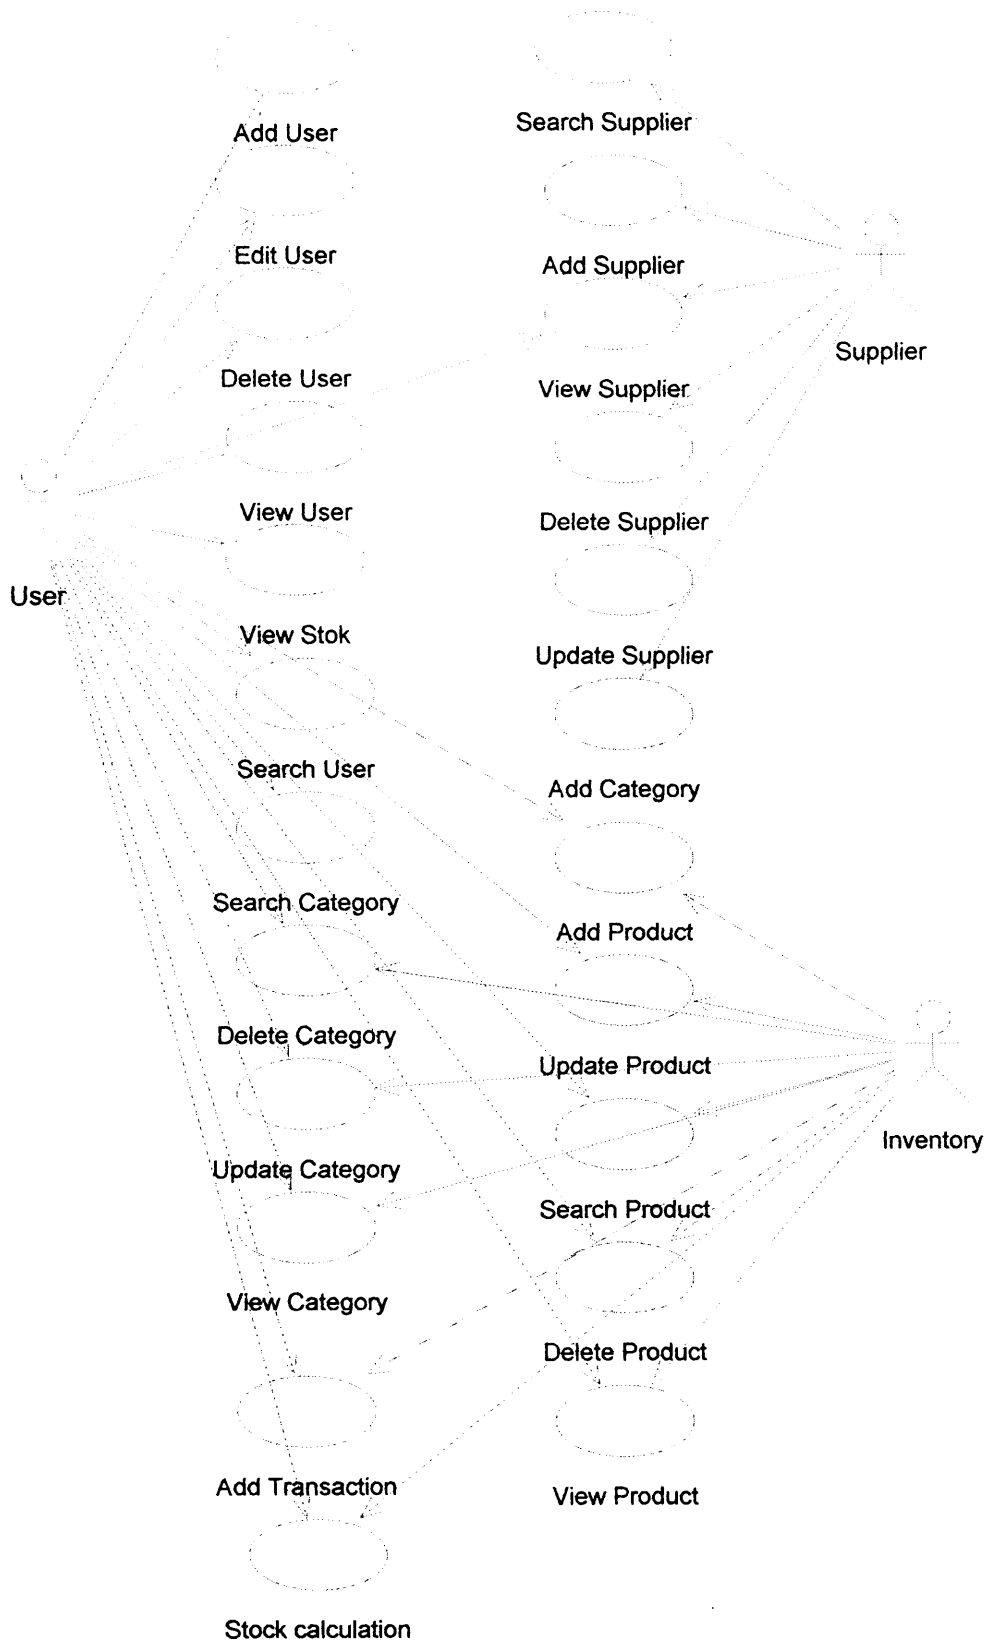 Add User
Search Supplier
Edit User
Add Supplier
Supplier
Delete User
View Supplier
View User
Delete Supplier
User
View Stok
Update Supplier
Search User
Add Category
Search Category
Add Product
Delete Category
Update Product
Inventory
Update Category
Search Product
View Category
Delete Product
Add Transaction
View Product
Stock calculation